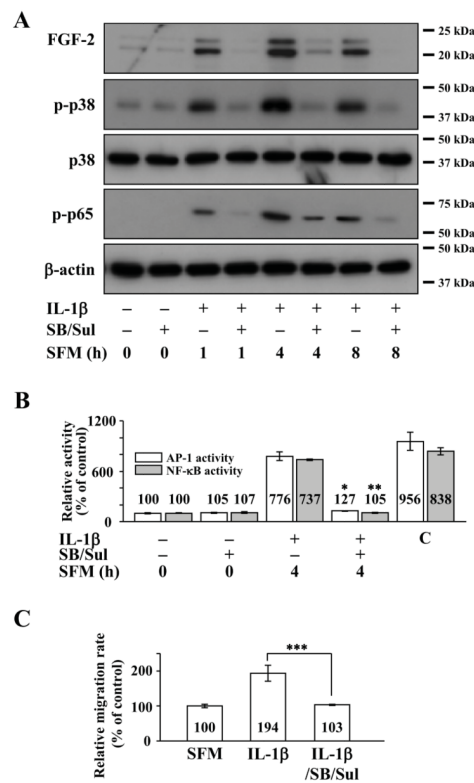 A
FGF-2
25 kDa
20 kDa
p-p38
50 kDa
37 kDa
p38
50 kDa
37 kDa
p-p65
75 kDa
50 kDa
β-actin
50 kDa
37 kDa
IL-1β – – + + + + + +
SB/Sul – + – + – + – +
SFM (h) 0 0 1 1 4 4 8 8
B
Relative activity
(% of control)
1200
800
400
0
AP-1 activity
NF-κB activity
* **
100 100 105 107 776 737 127 105 956 838
IL-1β – – + + C
SB/Sul – + – +
SFM (h) 0 0 4 4
C
Relative migration rate
(% of control)
200
100
0
***
100 194 103
SFM IL-1β IL-1β
/SB/Sul